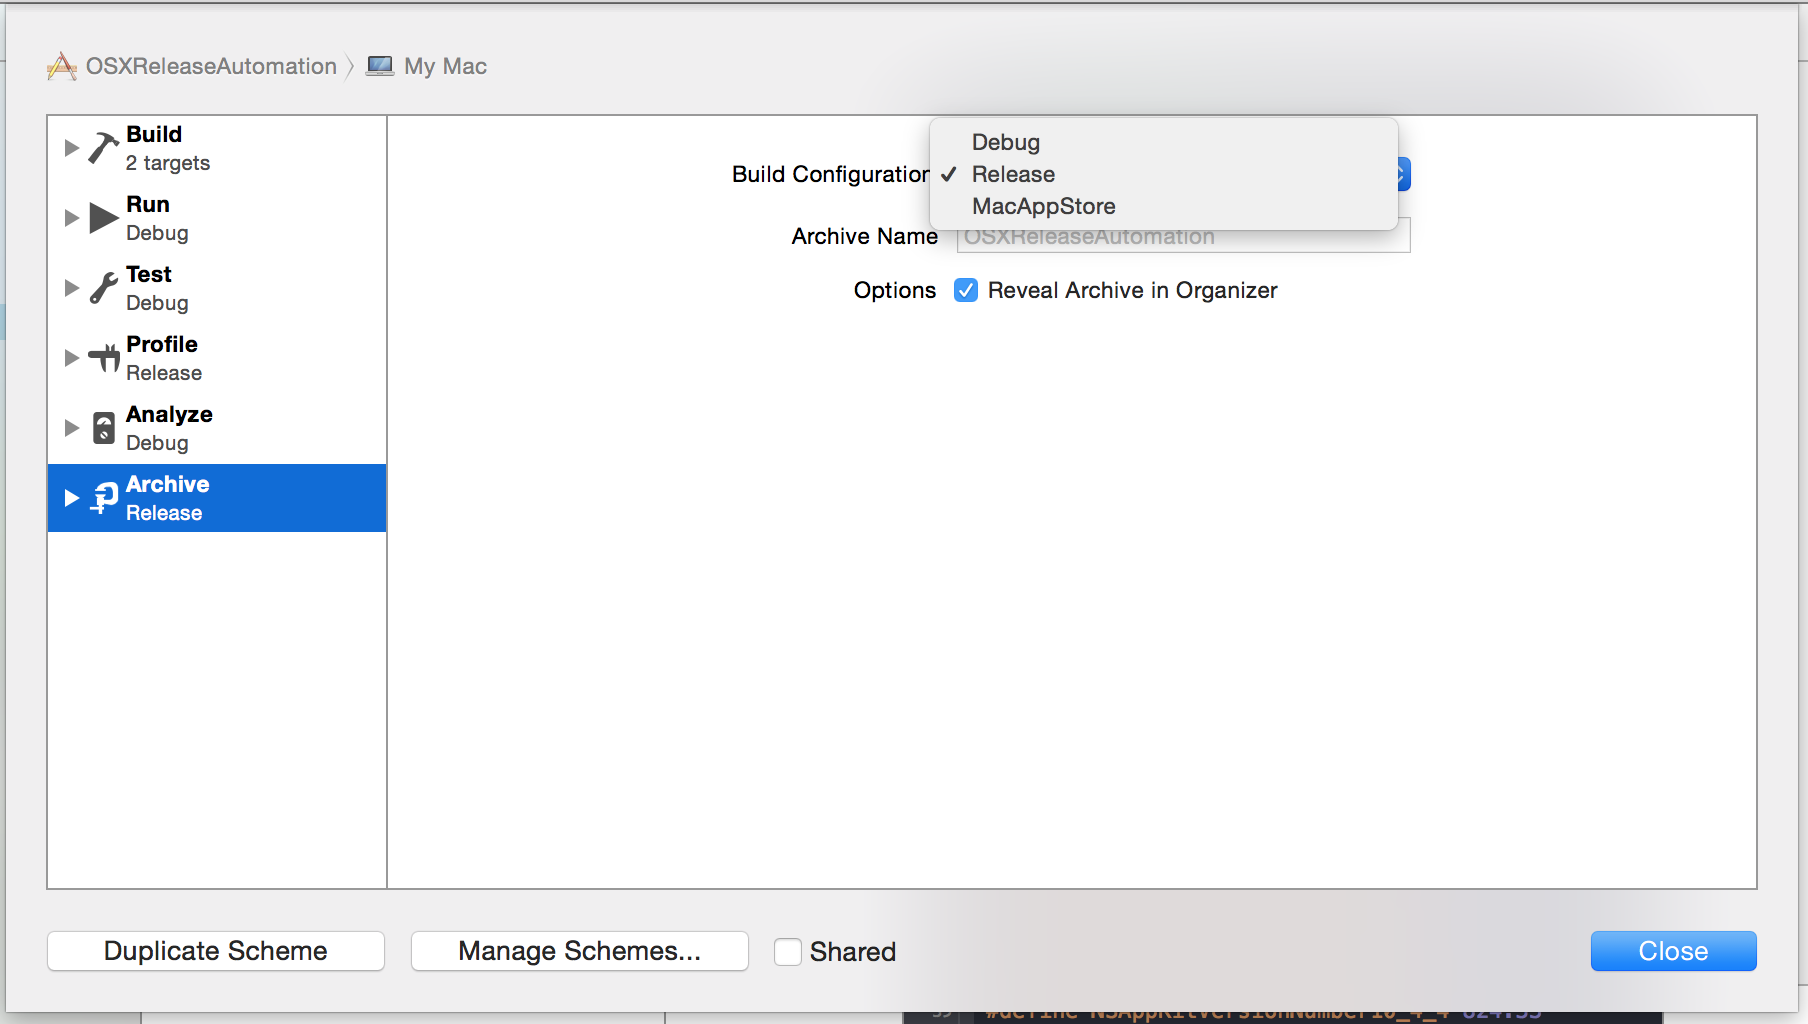 OSXReleaseAutomation
My Mac
Build
2 targets
Run
Debug
Test
Debug
Profile
Release
Analyze
Debug
Archive
Release
Build Configuration
Debug
✓ Release
MacAppStore
Archive Name
OSXReleaseAutomation
Options
Reveal Archive in Organizer
Duplicate Scheme
Manage Schemes...
Shared
Close